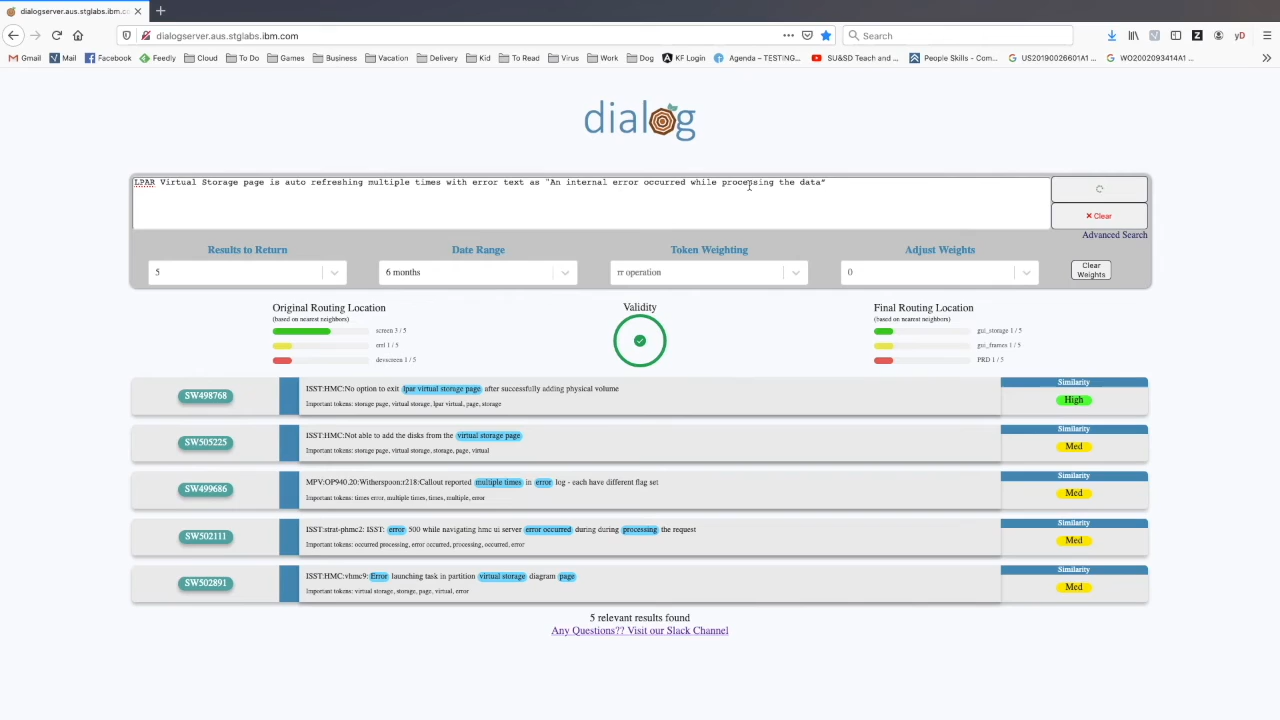 dialogserver.aus.stglabs.ibm.co
dialogserver.aus.stglabs.ibm.com
Search
Gmail Mail Facebook Feedly Cloud To Do Games Business Vacation Delivery Kid To Read Virus Work Dog KF Login Agenda – TESTING... SU&SD Teach and ... People Skills - Com... US20190026601A1 ... WO2002093414A1 ...
dialog
LPAR Virtual Storage page is auto refreshing multiple times with error text as "An internal error occurred while processing the data"
Clear
Advanced Search
Results to Return Date Range Token Weighting Adjust Weights
5 6 months rr operation 0 Clear
Weights
Original Routing Location Validity Final Routing Location
(based on nearest neighbors) (based on nearest neighbors)
screen 3 / 5 gui_storage 1 / 5
esrl 1 / 5 gui_frames 1 / 5
devscreen 1 / 5 PRD 1 / 5
Similarity
SW498768 ISST:HMC:No option to exit lpar virtual storage page after successfully adding physical volume High
Important tokens: storage page, virtual storage, lpar virtual, page, storage
Similarity
SW505225 ISST:HMC:Not able to add the disks from the virtual storage page Med
Important tokens: storage page, virtual storage, storage, page, virtual
Similarity
SW499686 MPV:OP940.20:Witherspoon:r218:Callout reported multiple times in error log - each have different flag set Med
Important tokens: times error, multiple times, times, multiple, error
Similarity
SW502111 ISST:strat-phmc2: ISST: error 500 while navigating hmc ui server error occurred during during processing the request Med
Important tokens: occurred processing, error occurred, processing, occurred, error
Similarity
SW502891 ISST:HMC:vhmc9: Error launching task in partition virtual storage diagram page Med
Important tokens: virtual storage, storage, page, virtual, error
5 relevant results found
Any Questions?? Visit our Slack Channel